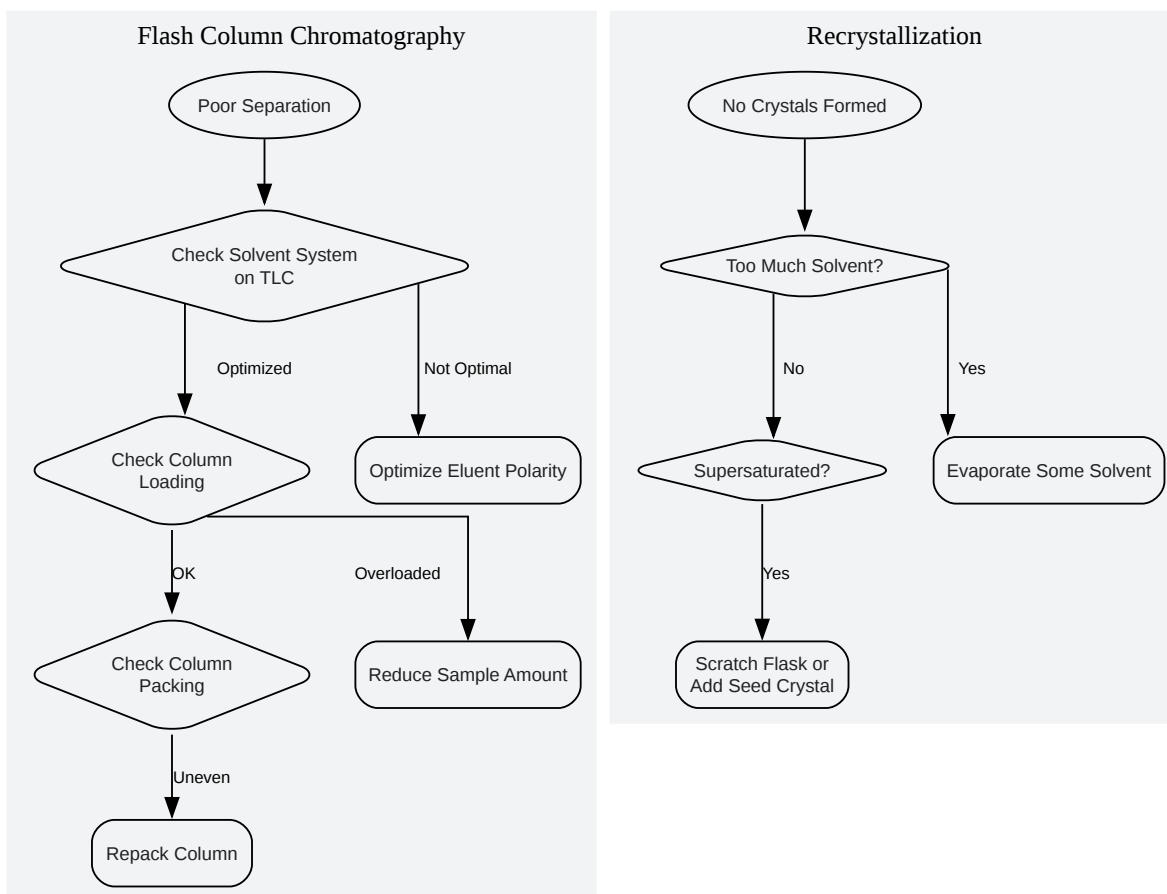 Flash Column Chromatography
Poor Separation
Check Solvent System
on TLC
Optimized
Not Optimal
Check Column
Loading
Optimize Eluent Polarity
OK
Overloaded
Check Column
Packing
Reduce Sample Amount
Uneven
Repack Column
Recrystallization
No Crystals Formed
Too Much Solvent?
No
Yes
Supersaturated?
Evaporate Some Solvent
Yes
Scratch Flask or
Add Seed Crystal